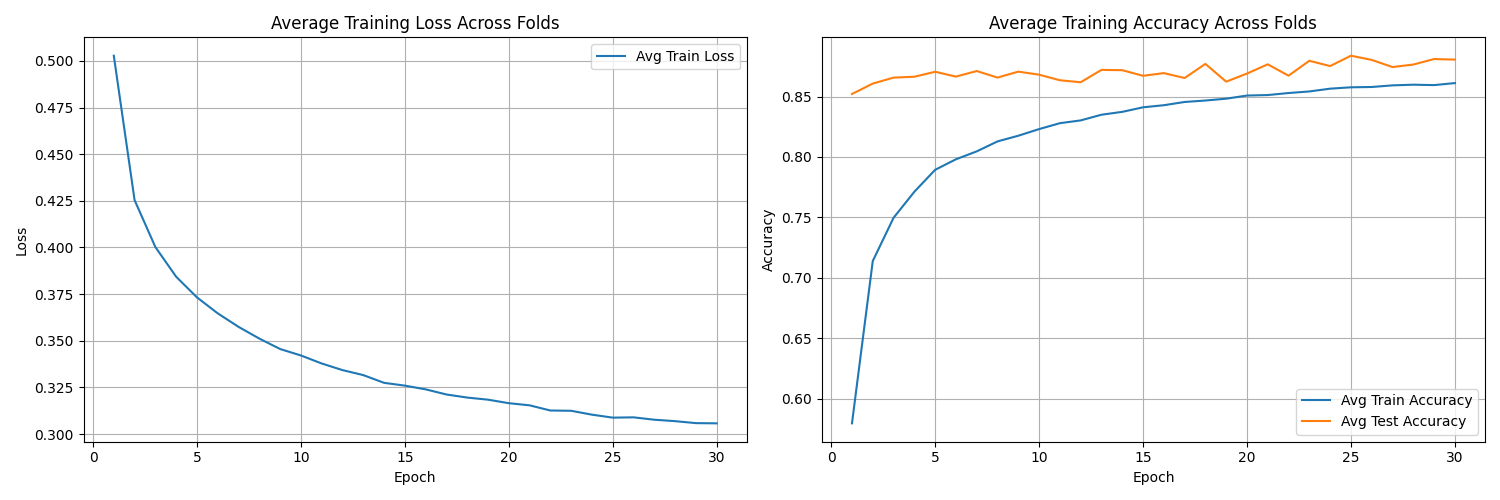 Average Training Loss Across Folds
Avg Train Loss
0.500
0.475
0.450
0.425
0.400
0.375
0.350
0.325
0.300
Loss
0 5 10 15 20 25 30
Epoch
Average Training Accuracy Across Folds
0.85
0.80
0.75
0.70
0.65
0.60
Accuracy
Avg Train Accuracy
Avg Test Accuracy
0 5 10 15 20 25 30
Epoch